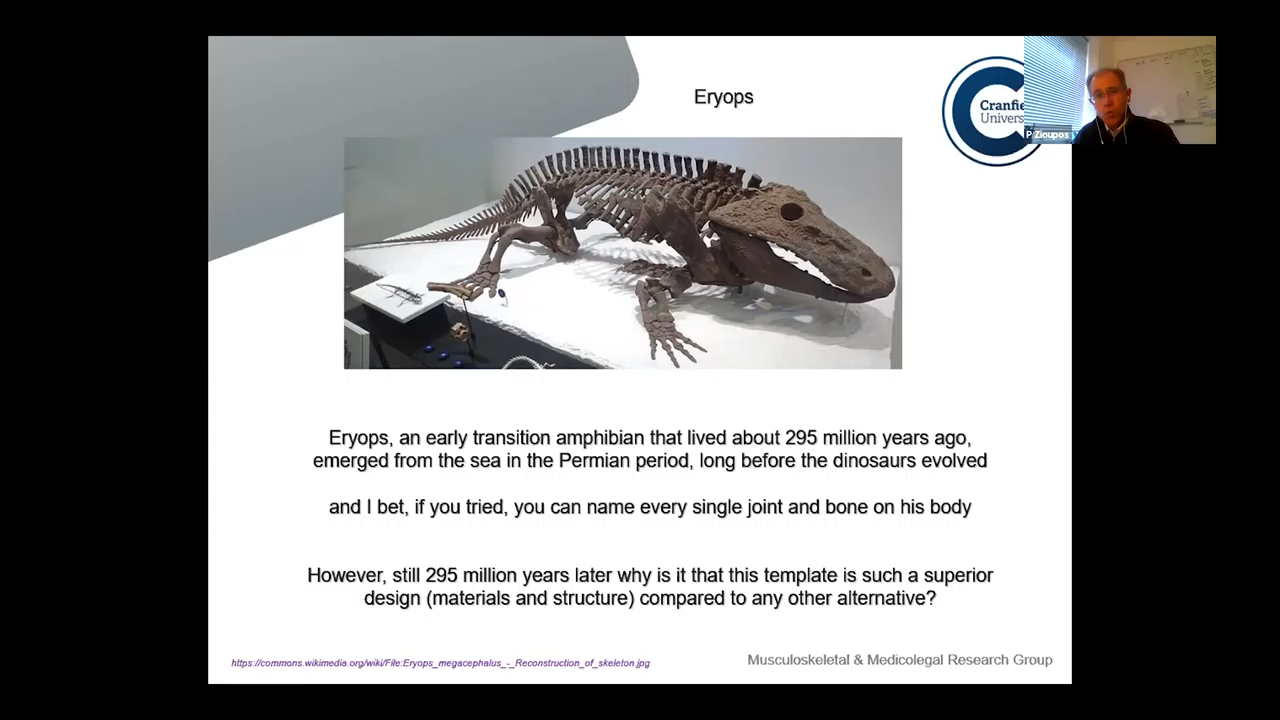 Eryops
Cranfie
Univers
P Zioupos
Eryops, an early transition amphibian that lived about 295 million years ago,
emerged from the sea in the Permian period, long before the dinosaurs evolved
and I bet, if you tried, you can name every single joint and bone on his body
However, still 295 million years later why is it that this template is such a superior
design (materials and structure) compared to any other alternative?
https://commons.wikimedia.org/wiki/File:Eryops_megacephalus_-_Reconstruction_of_skeleton.jpg
Musculoskeletal & Medicolegal Research Group